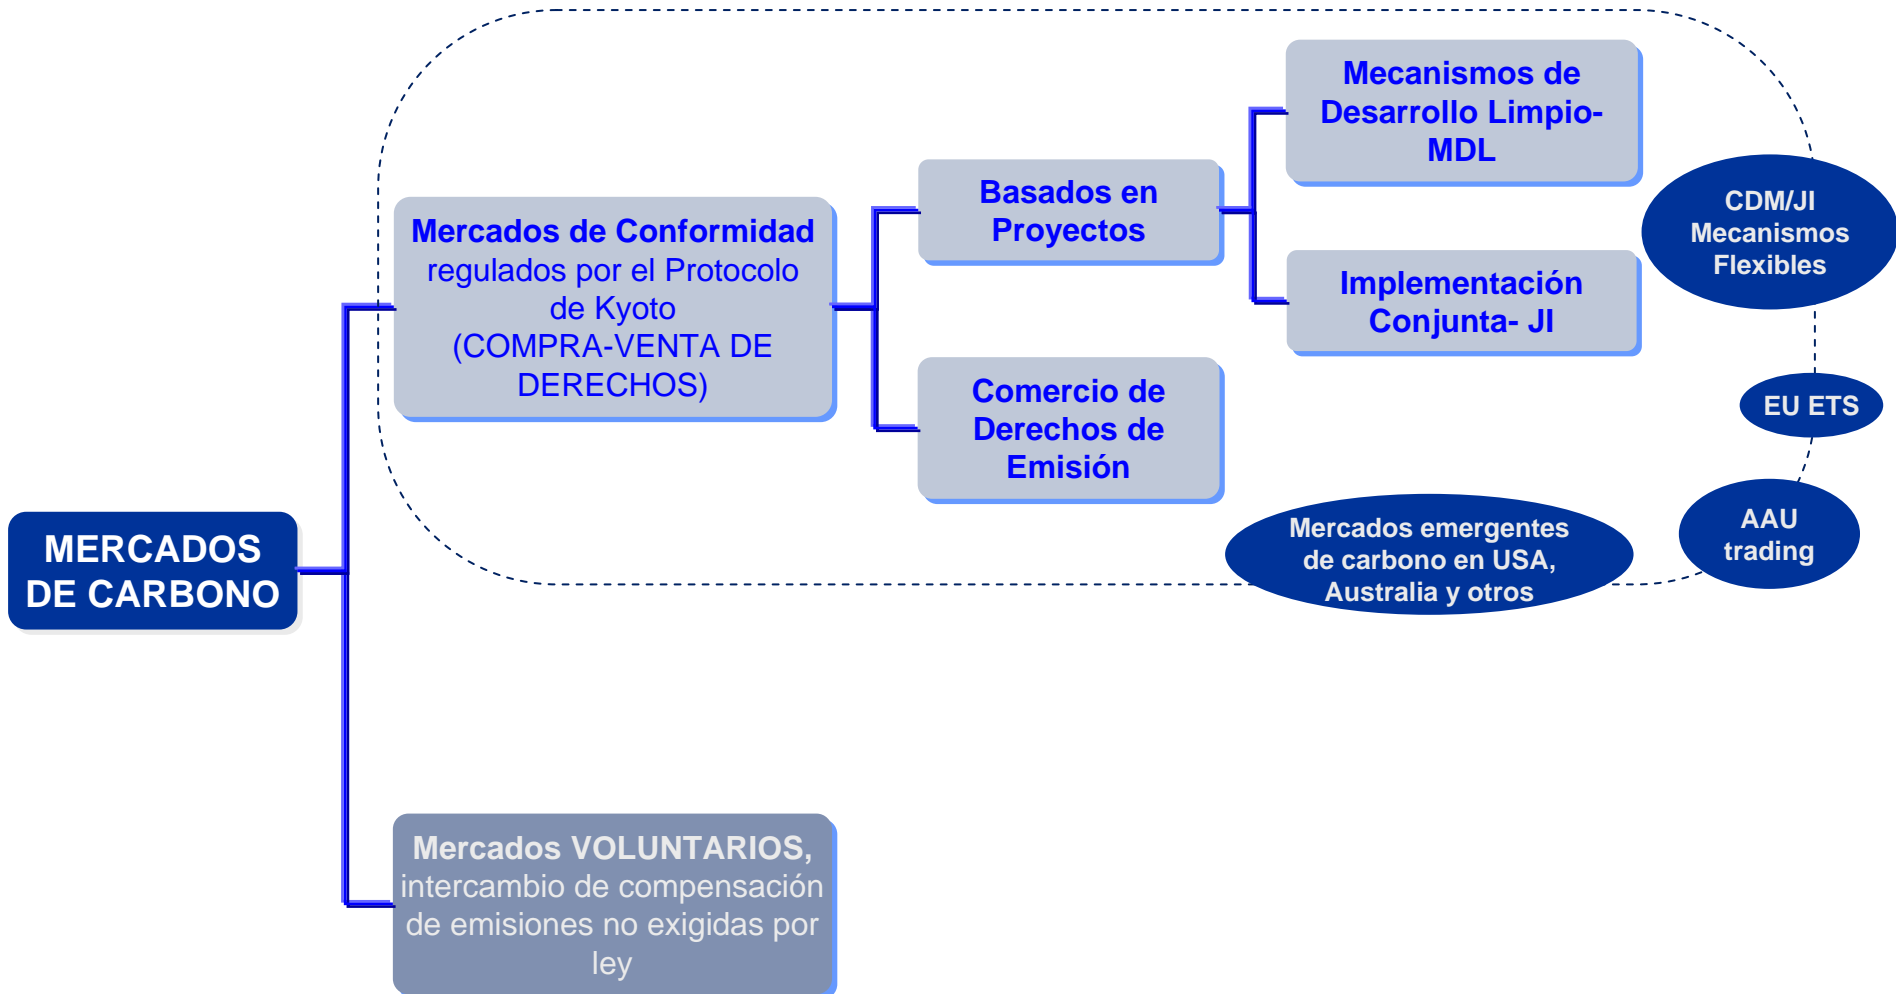 MERCADOS
DE CARBONO
Mercados de Conformidad
regulados por el Protocolo
de Kyoto
(COMPRA-VENTA DE
DERECHOS)
Basados en
Proyectos
Mecanismos de
Desarrollo Limpio-
MDL
Implementación
Conjunta- JI
Comercio de
Derechos de
Emisión
CDM/JI
Mecanismos
Flexibles
EU ETS
AAU
trading
Mercados emergentes
de carbono en USA,
Australia y otros
Mercados VOLUNTARIOS,
intercambio de compensación
de emisiones no exigidas por
ley